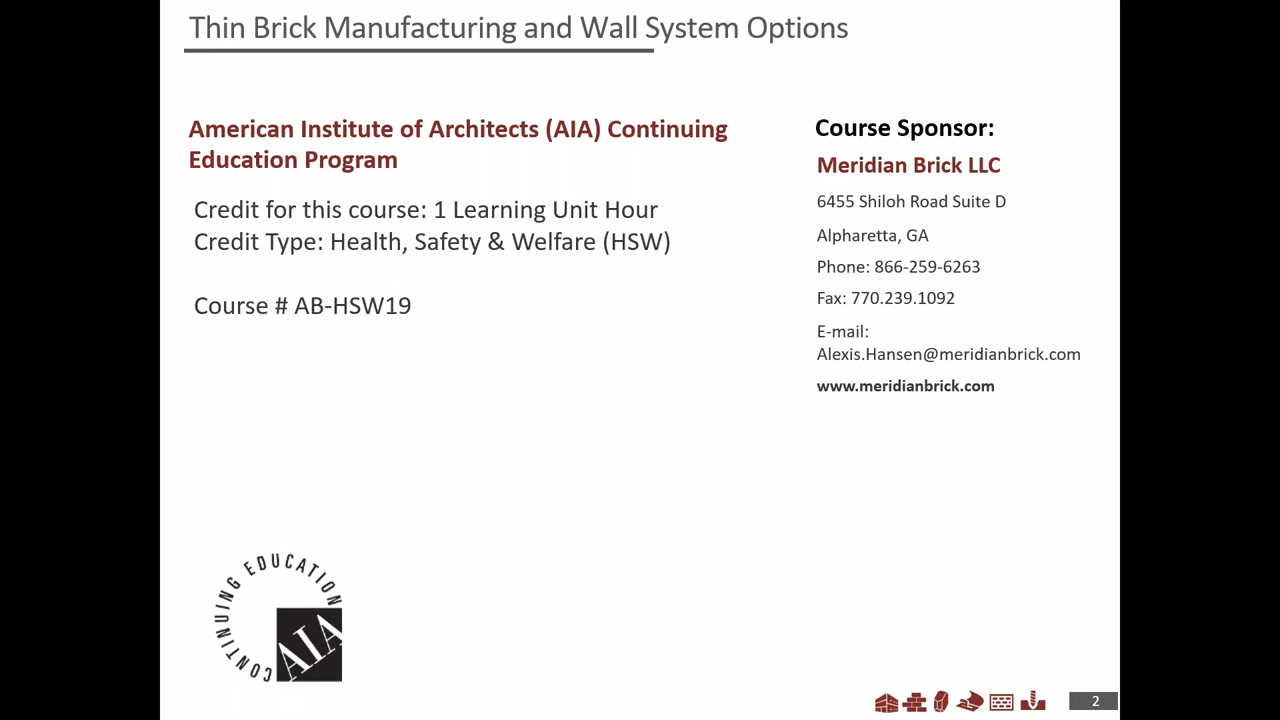 Thin Brick Manufacturing and Wall System Options
American Institute of Architects (AIA) Continuing
Education Program
Credit for this course: 1 Learning Unit Hour
Credit Type: Health, Safety & Welfare (HSW)
Course # AB-HSW19
Course Sponsor:
Meridian Brick LLC
6455 Shiloh Road Suite D
Alpharetta, GA
Phone: 866-259-6263
Fax: 770.239.1092
E-mail:
Alexis.Hansen@meridianbrick.com
www.meridianbrick.com
CONTINUING EDUCATION
AIA
2